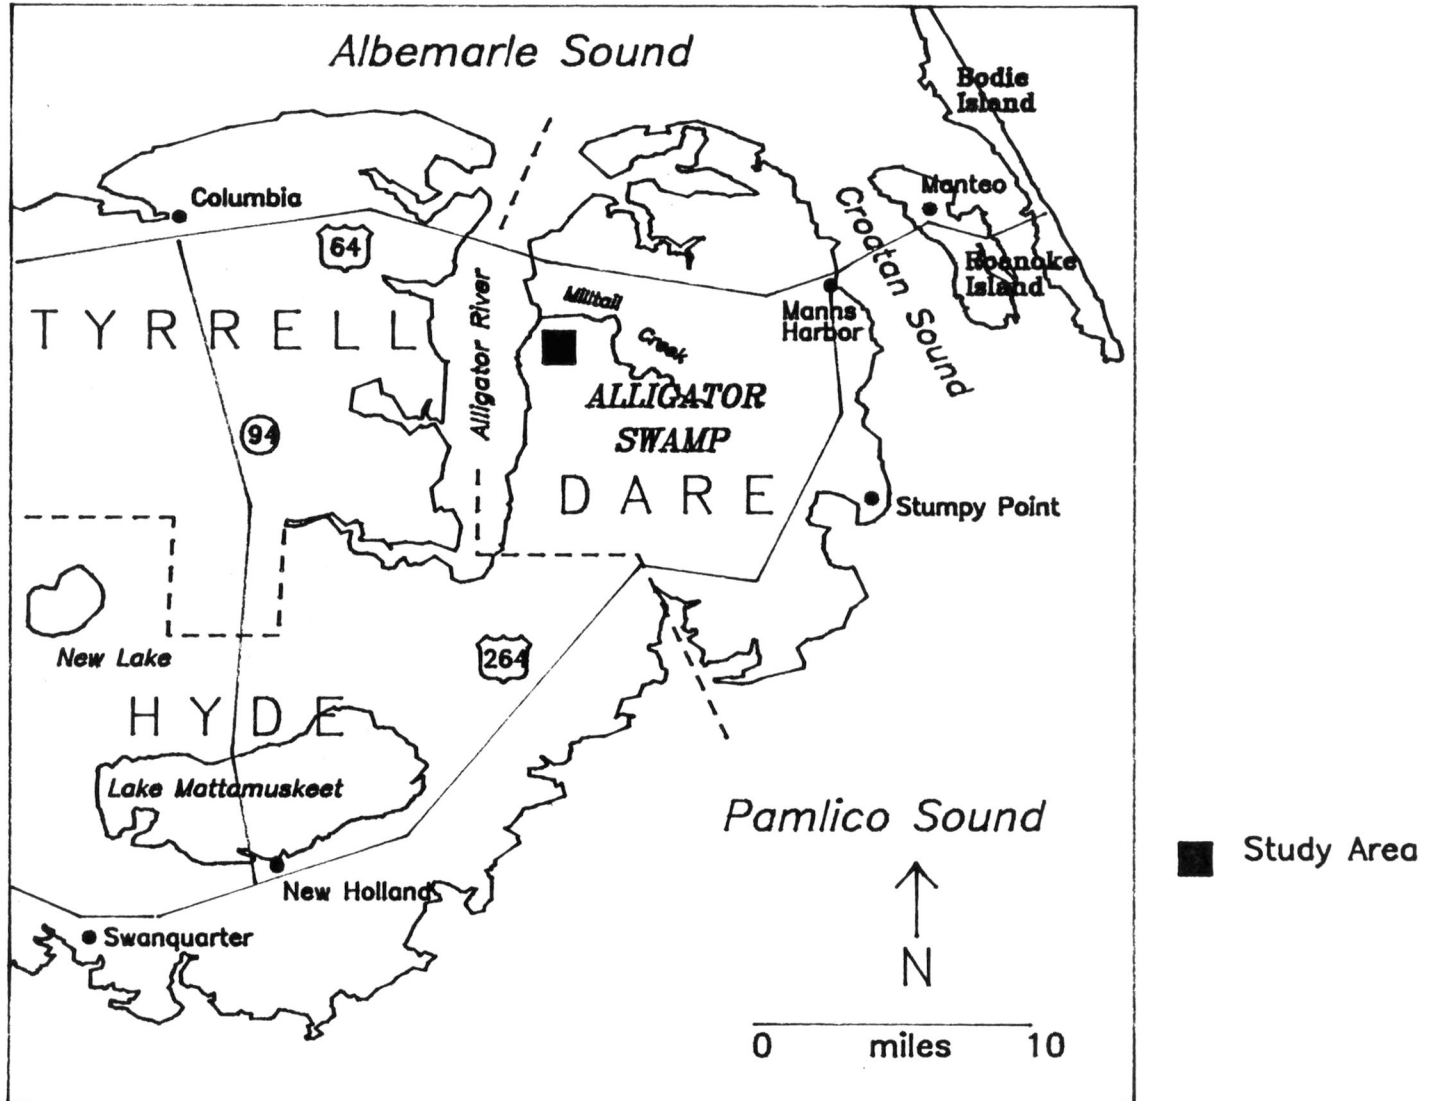 Albemarle Sound
Bodie
Island
Columbia
Manteo
64
Croatan Sound
Roanoke
Island
TYRRELL
Alligator River
Milltail
Creek
Manns
Harbor
ALLIGATOR
SWAMP
94
DARE
Stumpy Point
New Lake
264
HYDE
Lake Mattamuskeet
Pamlico Sound
Study Area
New Holland
Swanquarter
N
0 miles 10